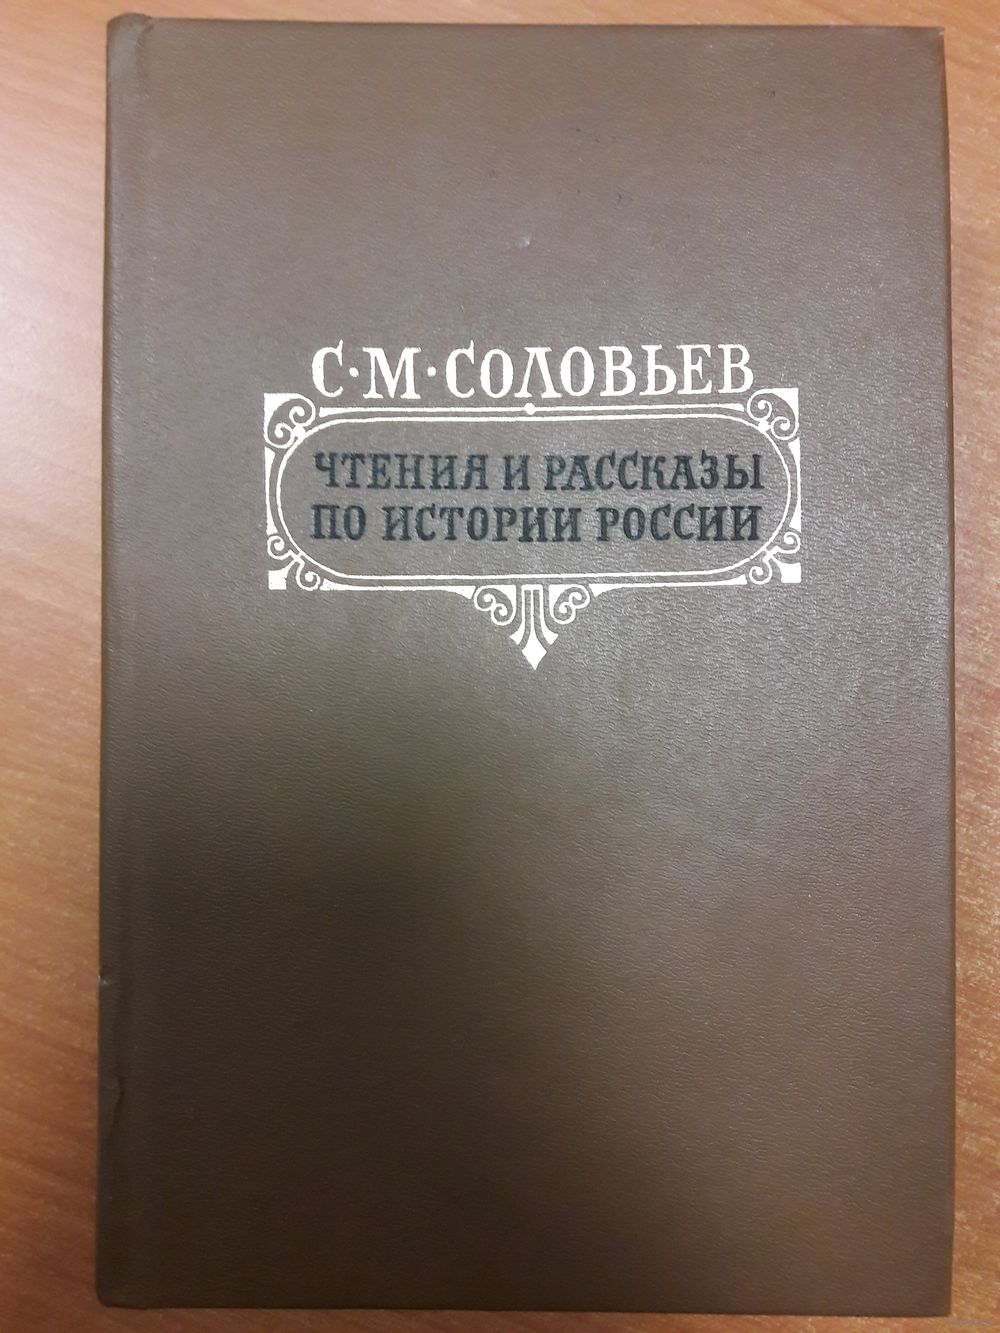 С·М·СОЛОВЬЕВ
ЧТЕНИЯ И РАССКАЗЫ
ПО ИСТОРИИ РОССИИ